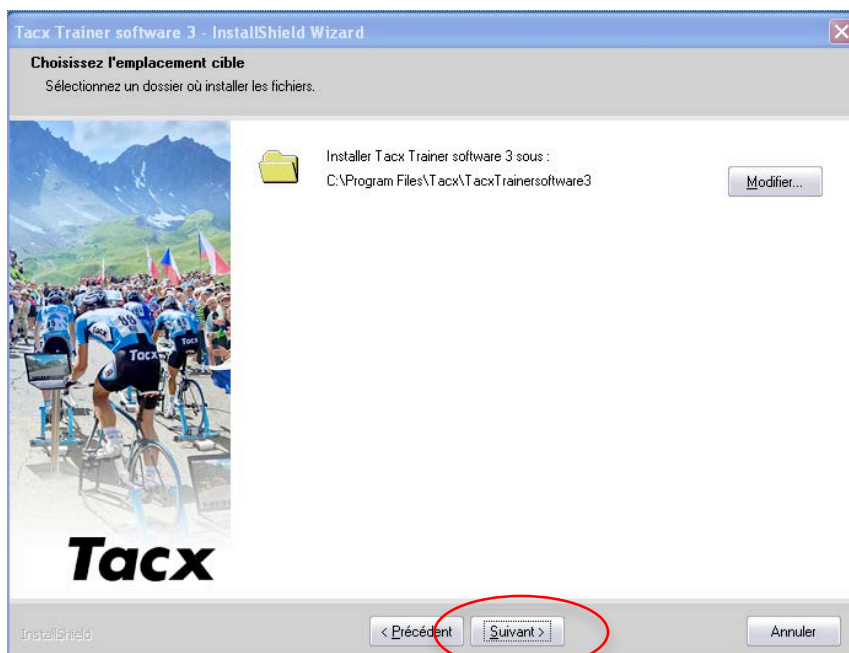 Tacx Trainer software 3 - InstallShield Wizard
Choisissez l'emplacement cible
Sélectionnez un dossier où installer les fichiers.
Installer Tacx Trainer software 3 sous :
C:\Program Files\Tacx\TacxTrainersoftware3
Modifier...
88
Tacx
Tacx
Tacx
InstallShield
< Précédent
Suivant >
Annuler